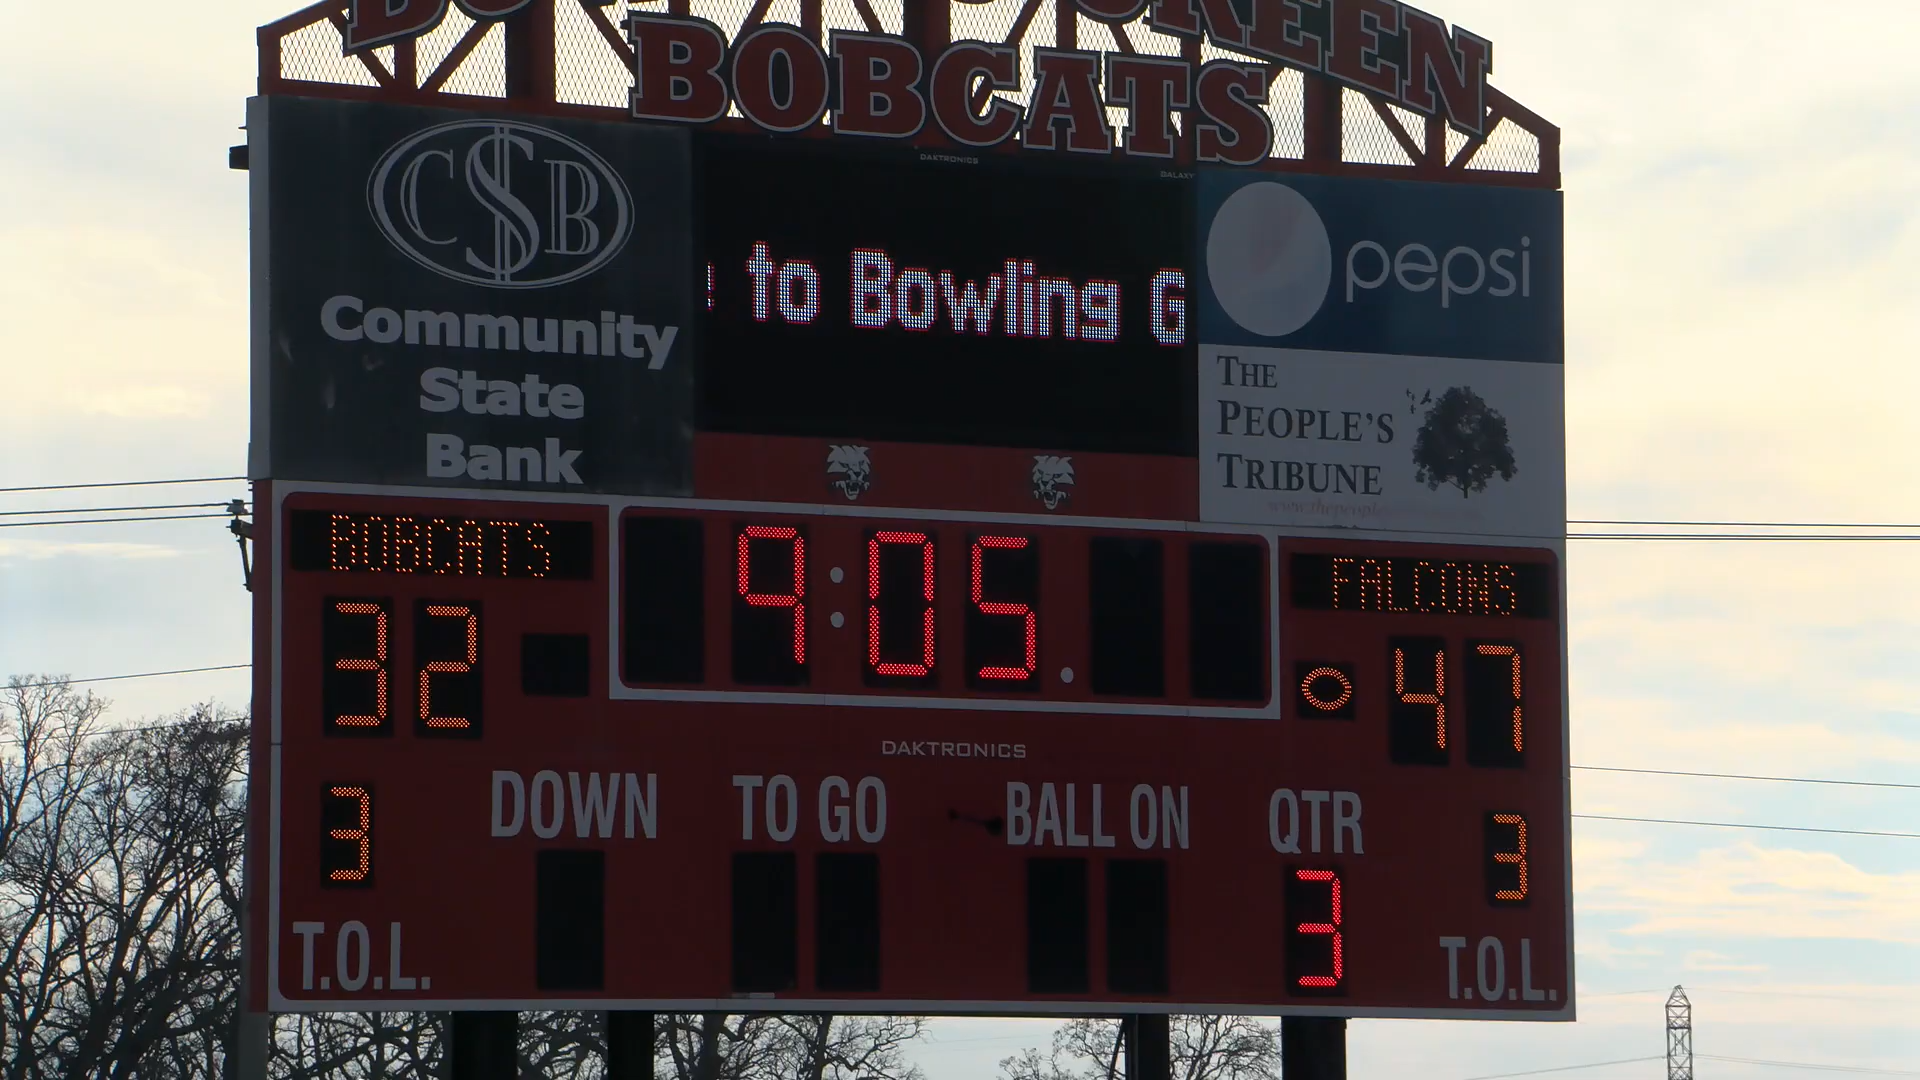 BOBCATS
DAKTRONICS
GALAXY
CSB
Community
State
Bank
to Bowling G
pepsi
THE
PEOPLE'S
TRIBUNE
BOBCATS
9:05.
FALCONS
32
47
DAKTRONICS
DOWN TO GO BALL ON QTR
3
3
3
T.O.L.
T.O.L.